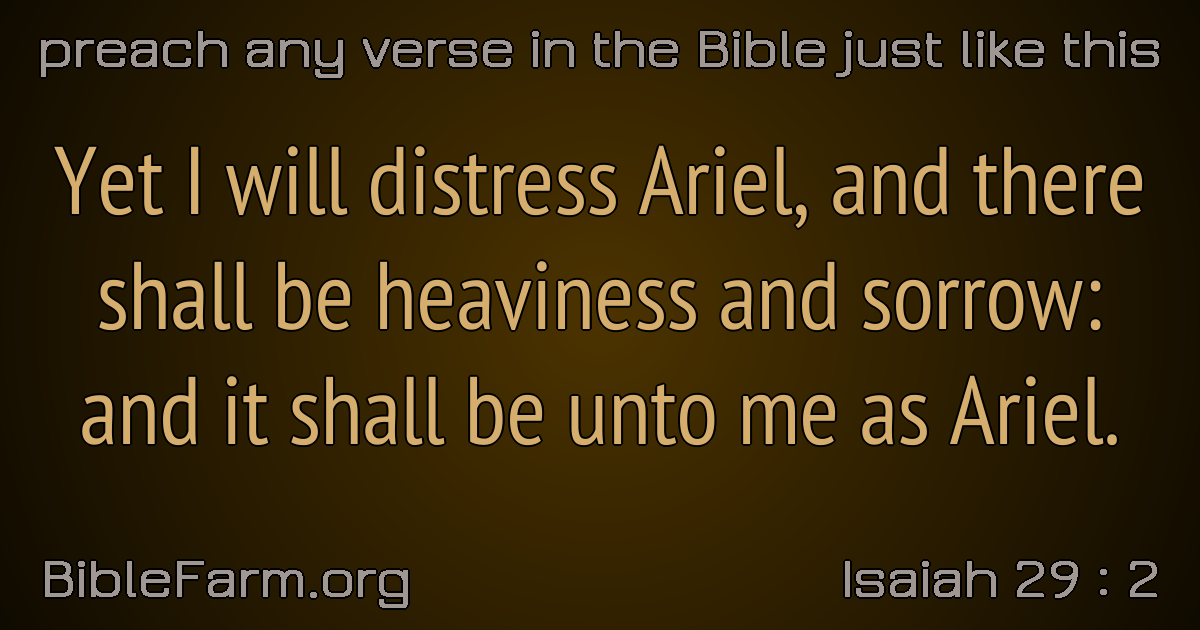 preach any verse in the Bible just like this
Yet I will distress Ariel, and there
shall be heaviness and sorrow:
and it shall be unto me as Ariel.
BibleFarm.org
Isaiah 29 : 2